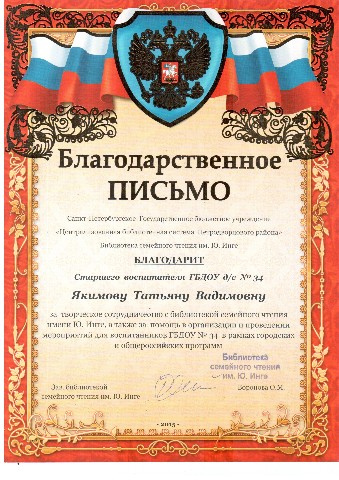 Благодарственное
ПИСЬМО
Санкт-Петербургское Государственное бюджетное учреждение
«Централизованная библиотечная система Петродворцового района»
Библиотека семейного чтения им. Ю. Инге
БЛАГОДАРИТ
Старшего воспитателя ГБДОУ д/с № 34
Якимову Татьяну Вадимовну
за творческое сотрудничество с библиотекой семейного чтения
имени Ю. Инге, а также за помощь в организации и проведении
мероприятий для воспитанников ГБДОУ № 34 в рамках городских
и общероссийских программ
Библиотека
семейного чтения
им. Ю. Инге
Зав. библиотекой
семейного чтения им. Ю. Инге
Воронова О.М.
- 2015 -